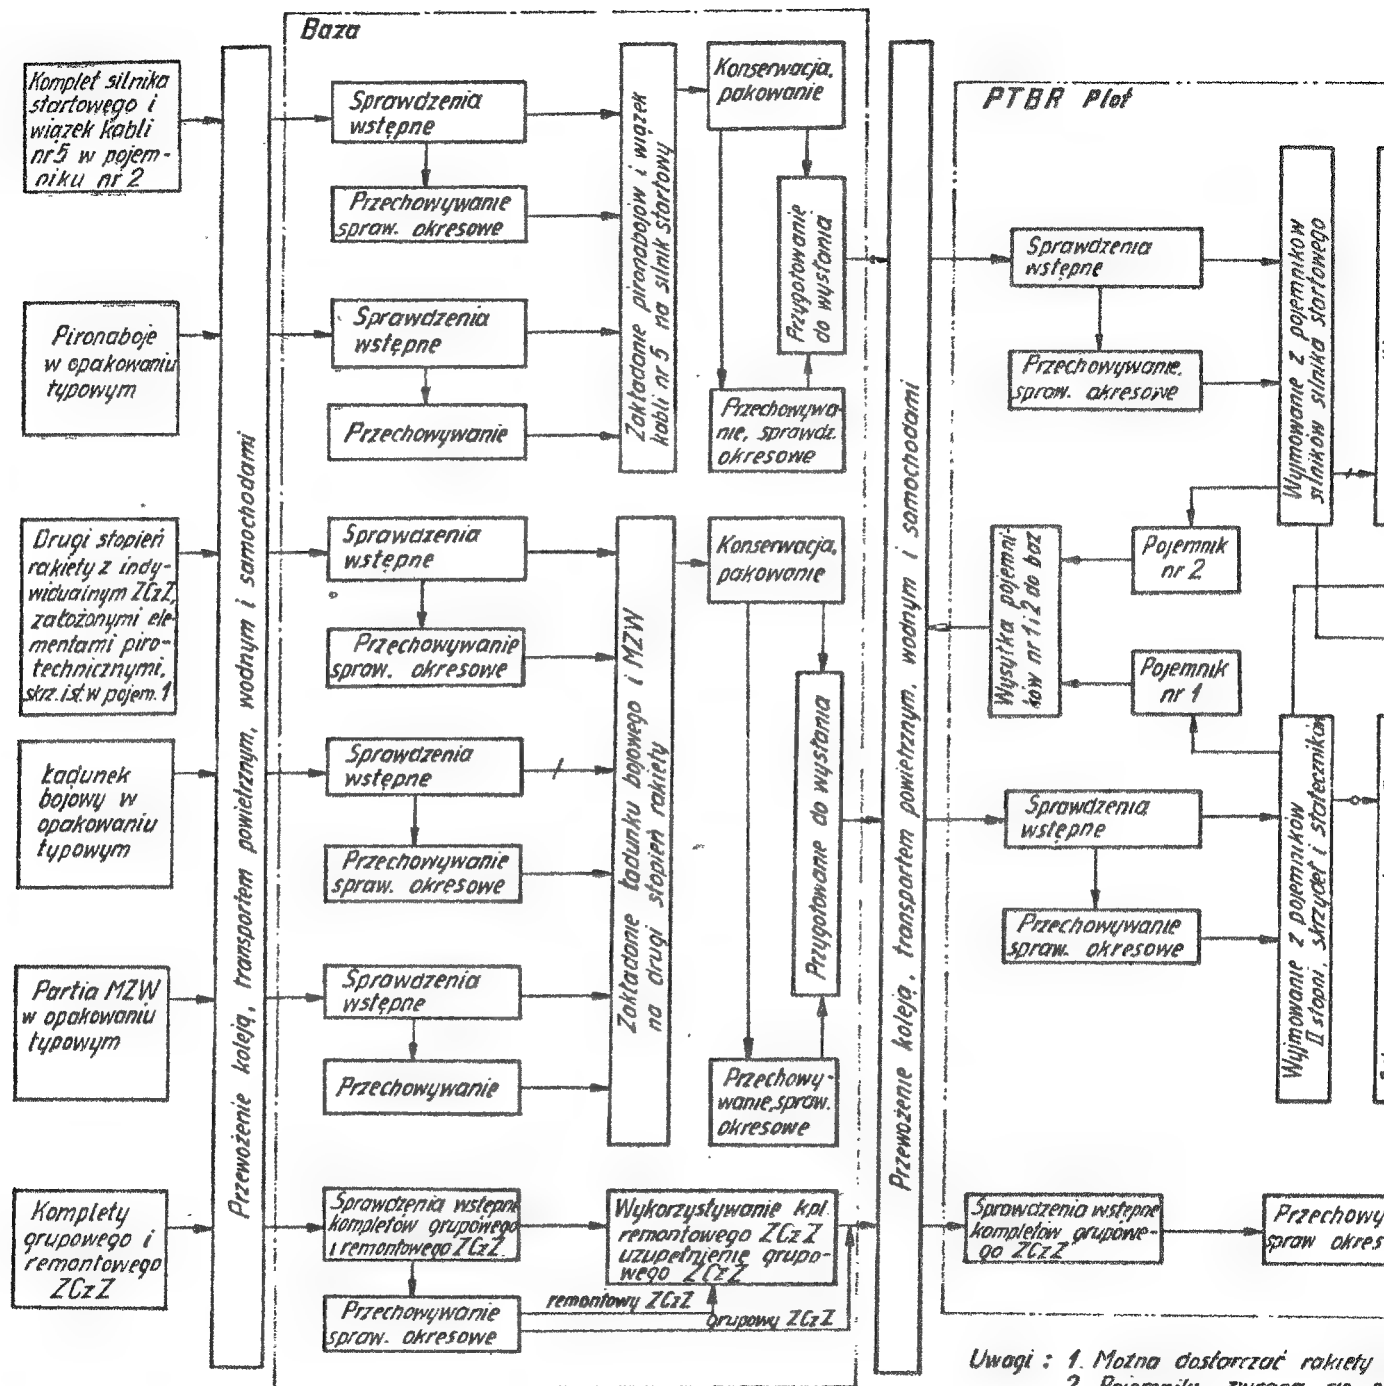 Baza
Komplet silnika
startowego i
wiązek kabli
nr 5 w pojem-
niku nr 2
Pironaboje
w opakowaniu
typowym
Drugi stopień
rakiety z indy-
widualnym ZCzZ,
założonymi ele-
mentami piro-
technicznymi,
skrz. i st. w pojem. 1
Ładunek
bojowy w
opakowaniu
typowym
Partia MZW
w opakowaniu
typowym
Komplety
grupowego i
remontowego
ZCzZ
Przewożenie koleją, transportem powietrznym, wodnym i samochodami
Sprawdzenia
wstępne
Przechowywanie
spraw. okresowe
Sprawdzenia
wstępne
Przechowywanie
Zakładanie pironabojów i wiązek
kabli nr 5 na silnik startowy
Konserwacja,
pakowanie
Przygotowanie
do wysłania
Przechowywa-
nie, sprawdz.
okresowe
Sprawdzenia
wstępne
Przechowywanie
spraw. okresowe
Sprawdzenia
wstępne
Przechowywanie
spraw. okresowe
Sprawdzenia
wstępne
Przechowywanie
Zakładanie ładunku bojowego i MZW
na drugi stopień rakiety
Konserwacja,
pakowanie
Przygotowanie do wysłania
Przechowy-
wanie, spraw.
okresowe
Sprawdzenia wstępne
kompletów grupowego
i remontowego ZCzZ
Przechowywanie
spraw. okresowe
Wykorzystywanie kpl.
remontowego ZCzZ
uzupełnienie grupo-
wego ZCzZ
remontowy ZCzZ
grupowy ZCzZ
Przewożenie koleją, transportem powietrznym, wodnym i samochodami
PTBR Plot
Sprawdzenia
wstępne
Przechowywanie,
spraw. okresowe
Wyjmowanie z pojemników
silników silnika startowego
Pojemnik
nr 2
Wysyłka pojemni-
ków nr 1 i 2 do baz
Pojemnik
nr 1
Sprawdzenia
wstępne
Przechowywanie
spraw. okresowe
Wyjmowanie z pojemników
II stopni, skrzydeł i stateczników
Sprawdzenia wstępne
kompletów grupowe-
go ZCzZ
Przechowy
spraw okres
Uwagi : 1. Można dostarczać rakiety
2. Pojemniki